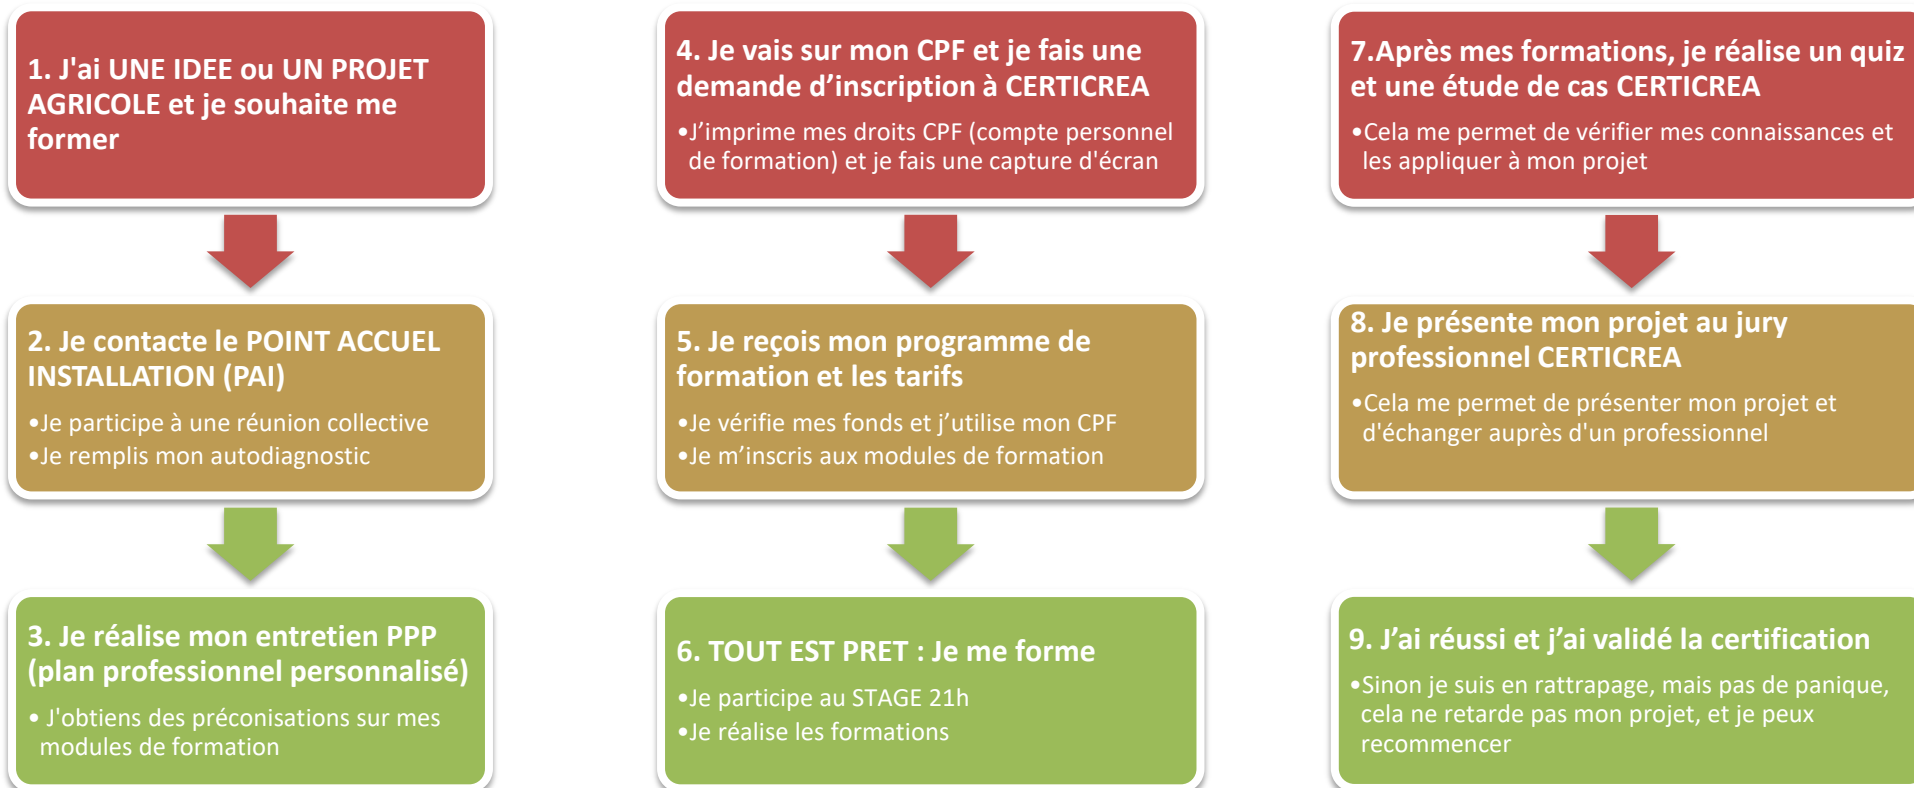 1. J'ai UNE IDEE ou UN PROJET
AGRICOLE et je souhaite me
former
2. Je contacte le POINT ACCUEL
INSTALLATION (PAI)
•Je participe à une réunion collective
•Je remplis mon autodiagnostic
3. Je réalise mon entretien PPP
(plan professionnel personnalisé)
• J'obtiens des préconisations sur mes
modules de formation
4. Je vais sur mon CPF et je fais une
demande d’inscription à CERTICREA
•J’imprime mes droits CPF (compte personnel
de formation) et je fais une capture d'écran
5. Je reçois mon programme de
formation et les tarifs
•Je vérifie mes fonds et j’utilise mon CPF
•Je m’inscris aux modules de formation
6. TOUT EST PRET : Je me forme
•Je participe au STAGE 21h
•Je réalise les formations
7.Après mes formations, je réalise un quiz
et une étude de cas CERTICREA
•Cela me permet de vérifier mes connaissances et
les appliquer à mon projet
8. Je présente mon projet au jury
professionnel CERTICREA
•Cela me permet de présenter mon projet et
d'échanger auprès d'un professionnel
9. J’ai réussi et j’ai validé la certification
•Sinon je suis en rattrapage, mais pas de panique,
cela ne retarde pas mon projet, et je peux
recommencer